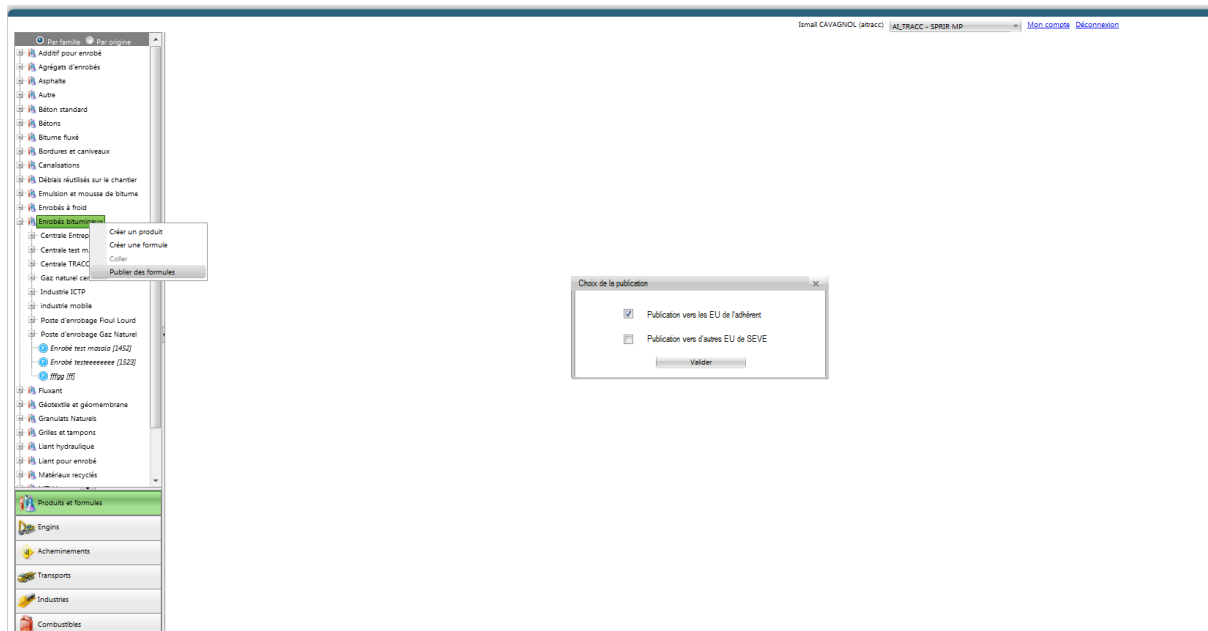 Ismail CAVAGNOL (aitracc) AI_TRACC - SPRIR MP Mon compte Déconnexion
Par famille Par origine
Additif pour enrobé
Agrégats d'enrobés
Asphalte
Autre
Béton standard
Bétons
Bitume fluxé
Bordures et caniveaux
Canalisations
Déblais réutilisés sur le chantier
Emulsion et mousse de bitume
Enrobés à froid
Enrobés bitumineux
Centrale Entrep
Centrale test m
Centrale TRACC
Gaz naturel cen
Industrie ICTP
industrie mobile
Poste d'enrobage Fioul Lourd
Poste d'enrobage Gaz Naturel
Enrobé test masala [1452]
Enrobé testeeeeeeee [1523]
fffgg [ff]
Fluxant
Géotextile et géomembrane
Granulats Naturels
Grilles et tampons
Liant hydraulique
Liant pour enrobé
Matériaux recyclés
Créer un produit
Créer une formule
Coller
Publier des formules
Choix de la publication
Publication vers les EU de l'adhérent
Publication vers d'autres EU de SEVE
Valider
Produits et formules
Engins
Acheminements
Transports
Industries
Combustibles